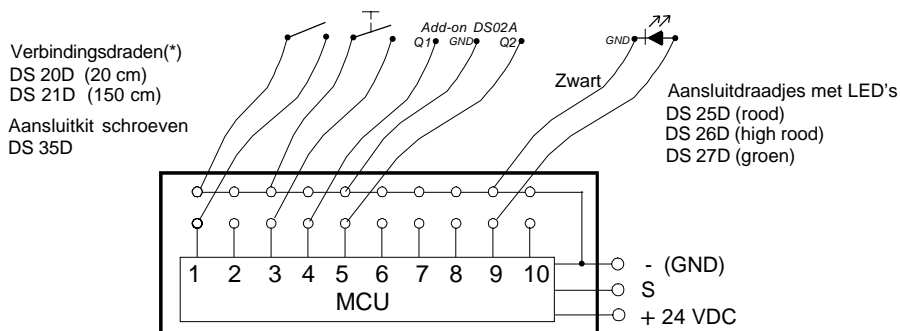 Verbindingsdraden(*)
DS 20D (20 cm)
DS 21D (150 cm)
Aansluitkit schroeven
DS 35D
Add-on DS02A
Q1 GND Q2
GND
Zwart
Aansluitdraadjes met LED's
DS 25D (rood)
DS 26D (high rood)
DS 27D (groen)
1 2 3 4 5 6 7 8 9 10
MCU
- (GND)
S
+ 24 VDC